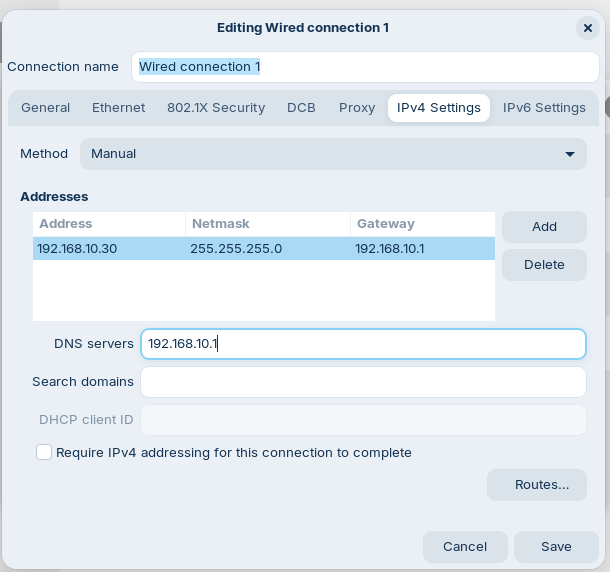 Editing Wired connection 1
Connection name Wired connection 1
General Ethernet 802.1X Security DCB Proxy IPv4 Settings IPv6 Settings
Method Manual
Addresses
Address Netmask Gateway Add
192.168.10.30 255.255.255.0 192.168.10.1
Delete
DNS servers 192.168.10.1
Search domains
DHCP client ID
Require IPv4 addressing for this connection to complete
Routes...
Cancel Save